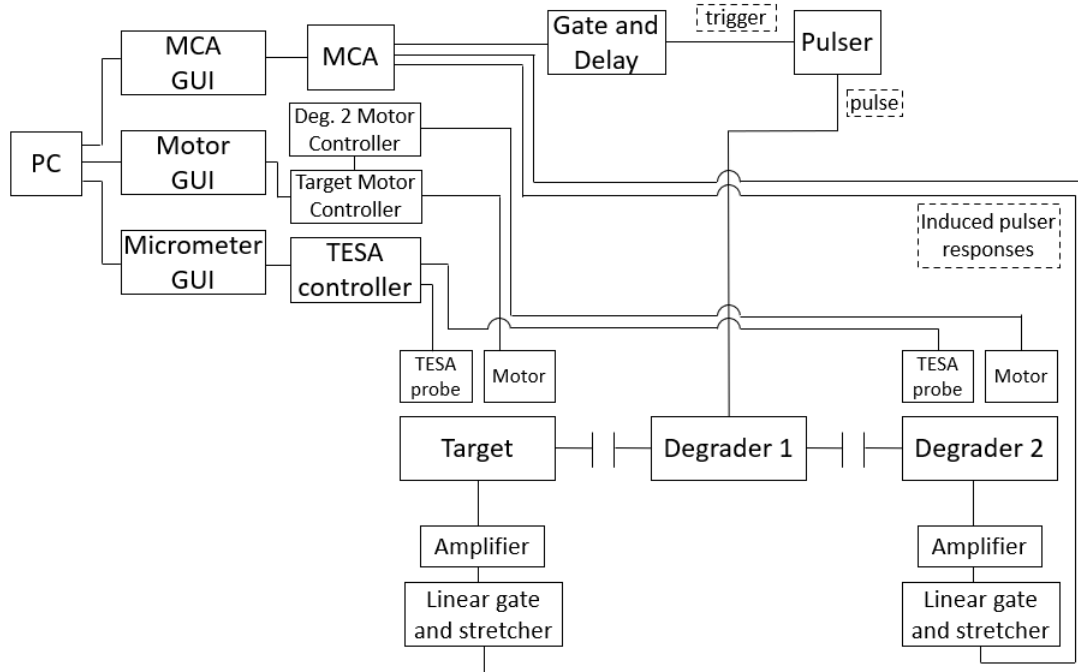 MCA
GUI
MCA
Gate and
Delay
trigger
Pulser
pulse
Deg. 2 Motor
Controller
PC
Motor
GUI
Target Motor
Controller
Induced pulser
responses
Micrometer
GUI
TESA
controller
TESA
probe
Motor
TESA
probe
Motor
Target
Degrader 1
Degrader 2
Amplifier
Amplifier
Linear gate
and stretcher
Linear gate
and stretcher